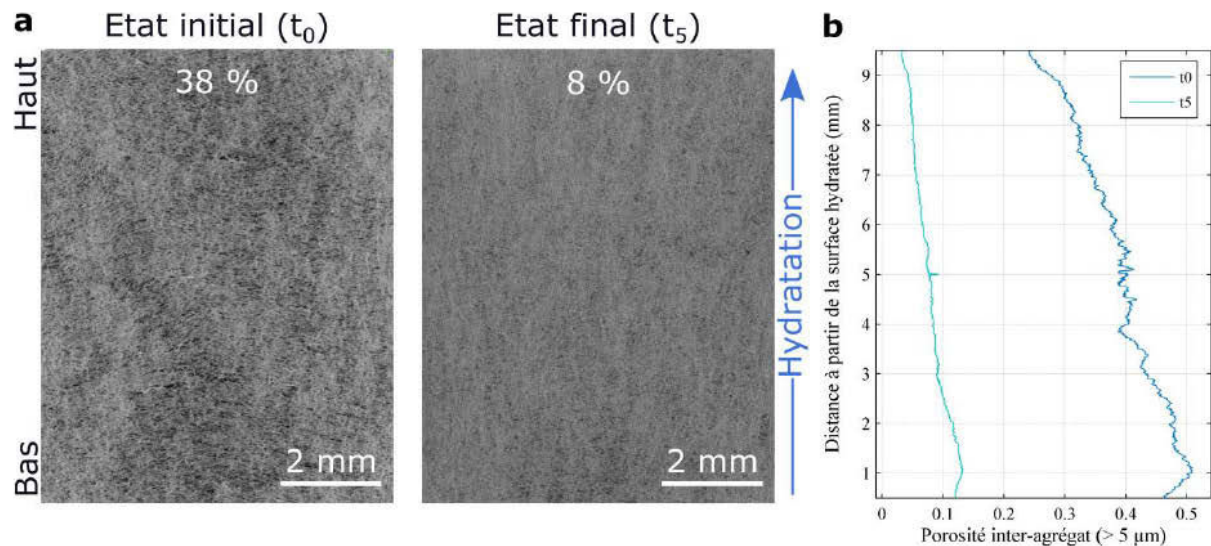 a
Etat initial (t₀)
Etat final (t₅)
Haut
Bas
38 %
2 mm
8 %
2 mm
Hydratation
b
t0
t5
Distance à partir de la surface hydratée (mm)
9
8
7
6
5
4
3
2
1
0 0.1 0.2 0.3 0.4 0.5
Porosité inter-agrégat (> 5 µm)